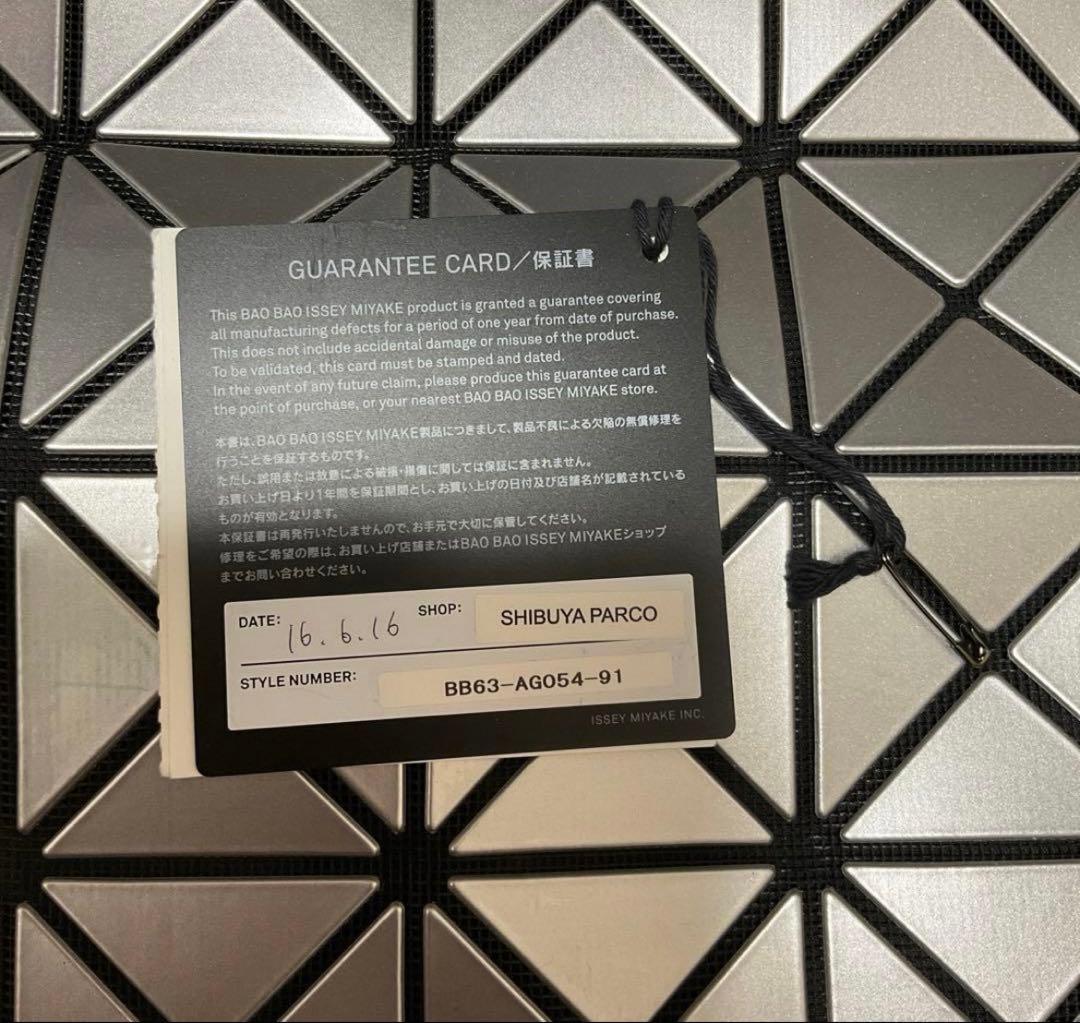 GUARANTEE CARD/保証書
This BAO BAO ISSEY MIYAKE product is granted a guarantee covering
all manufacturing defects for a period of one year from date of purchase.
This does not include accidental damage or misuse of the product.
To be validated, this card must be stamped and dated.
In the event of any future claim, please produce this guarantee card at
the point of purchase, or your nearest BAO BAO ISSEY MIYAKE store.
本書は、BAO BAO ISSEY MIYAKE製品につきまして、製品不良による欠陥の無償修理を
行うことを保証するものです。
ただし、誤用または故意による破損・損傷に関しては保証に含まれません。
お買い上げ日より1年間を保証期間とし、お買い上げの日付及び店舗名が記載されている
ものが有効となります。
本保証書は再発行いたしませんので、お手元で大切に保管してください。
修理をご希望の際は、お買い上げ店舗またはBAO BAO ISSEY MIYAKEショップ
までお問い合わせください。
DATE: 16.6.16 SHOP: SHIBUYA PARCO
STYLE NUMBER: BB63-AG054-91
ISSEY MIYAKE INC.